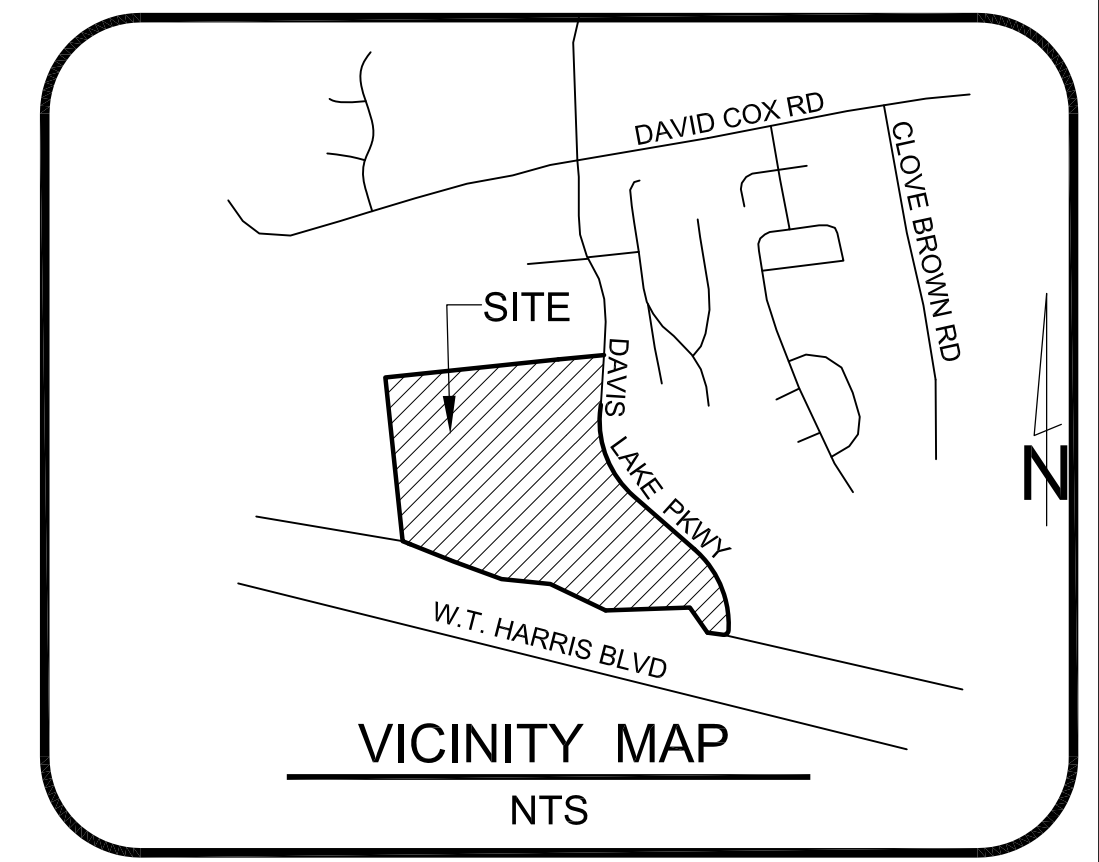 DAVID COX RD
CLOVE BROWN RD
SITE
DAVIS LAKE PKWY
N
W.T. HARRIS BLVD
VICINITY MAP
NTS